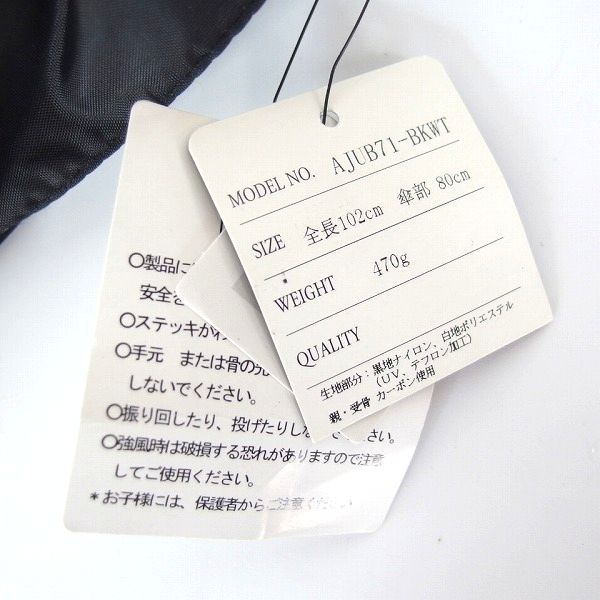 MODEL NO. AJUB71-BKWT
SIZE 全長102cm 傘部 80cm
WEIGHT 470g
QUALITY
生地部分：黒地ナイロン、白地ポリエステル
（UV、テフロン加工）
親・受骨 カーボン使用
○製品に
安全を
○ステッキがわ
○手元 または骨の先
しないでください。
○振り回したり、投げたりしな さい。
○強風時は破損する恐れがありますので注意
してご使用ください。
＊お子様には、保護者からご注意ください